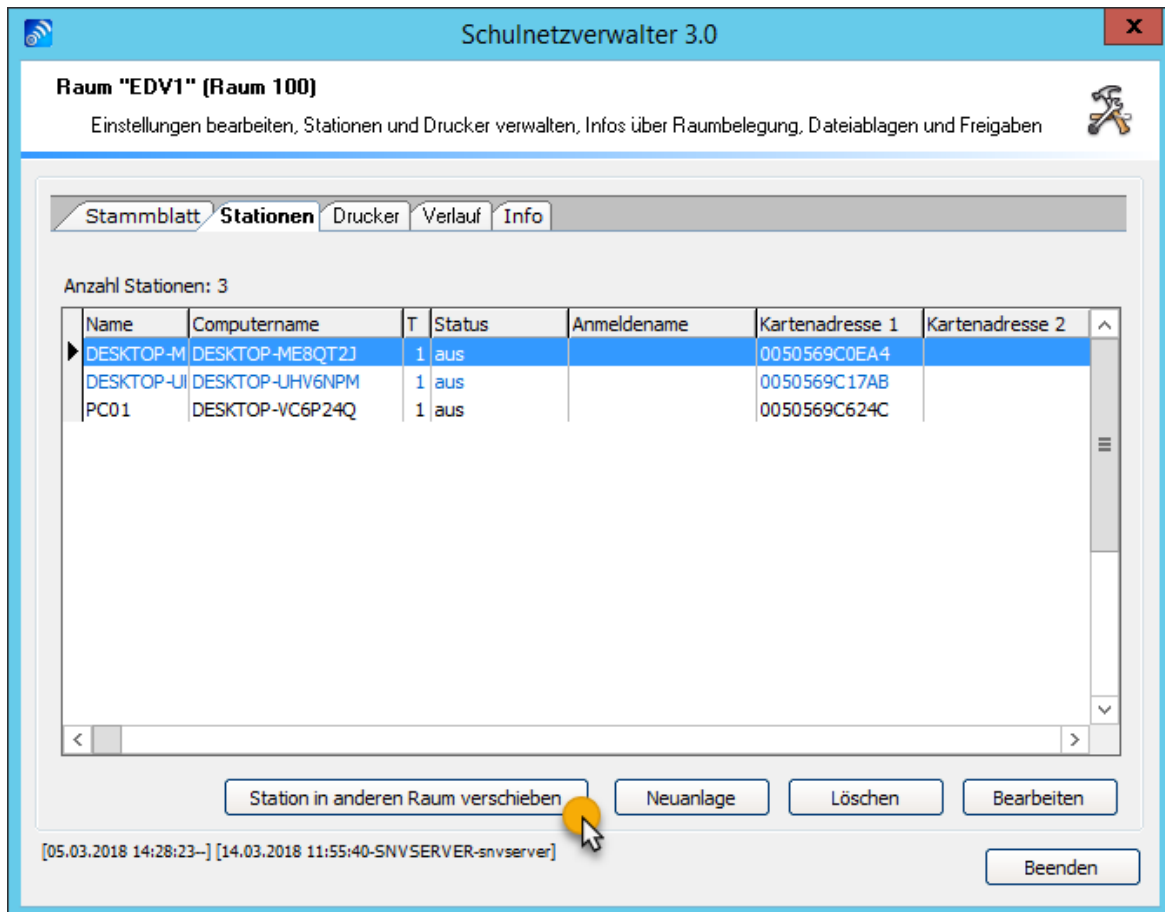 Schulnetzverwalter 3.0
x
Raum "EDV1" (Raum 100)
Einstellungen bearbeiten, Stationen und Drucker verwalten, Infos über Raumbelegung, Dateiablagen und Freigaben
Stammblatt Stationen Drucker Verlauf Info
Anzahl Stationen: 3
Name Computername T Status Anmeldename Kartenadresse 1 Kartenadresse 2
DESKTOP-M DESKTOP-ME8QT2J 1 aus 0050569C0EA4
DESKTOP-UI DESKTOP-UHV6NPM 1 aus 0050569C17AB
PC01 DESKTOP-VC6P24Q 1 aus 0050569C624C
Station in anderen Raum verschieben Neuanlage Löschen Bearbeiten
[05.03.2018 14:28:23--] [14.03.2018 11:55:40-SNVSERVER-snvserver]
Beenden